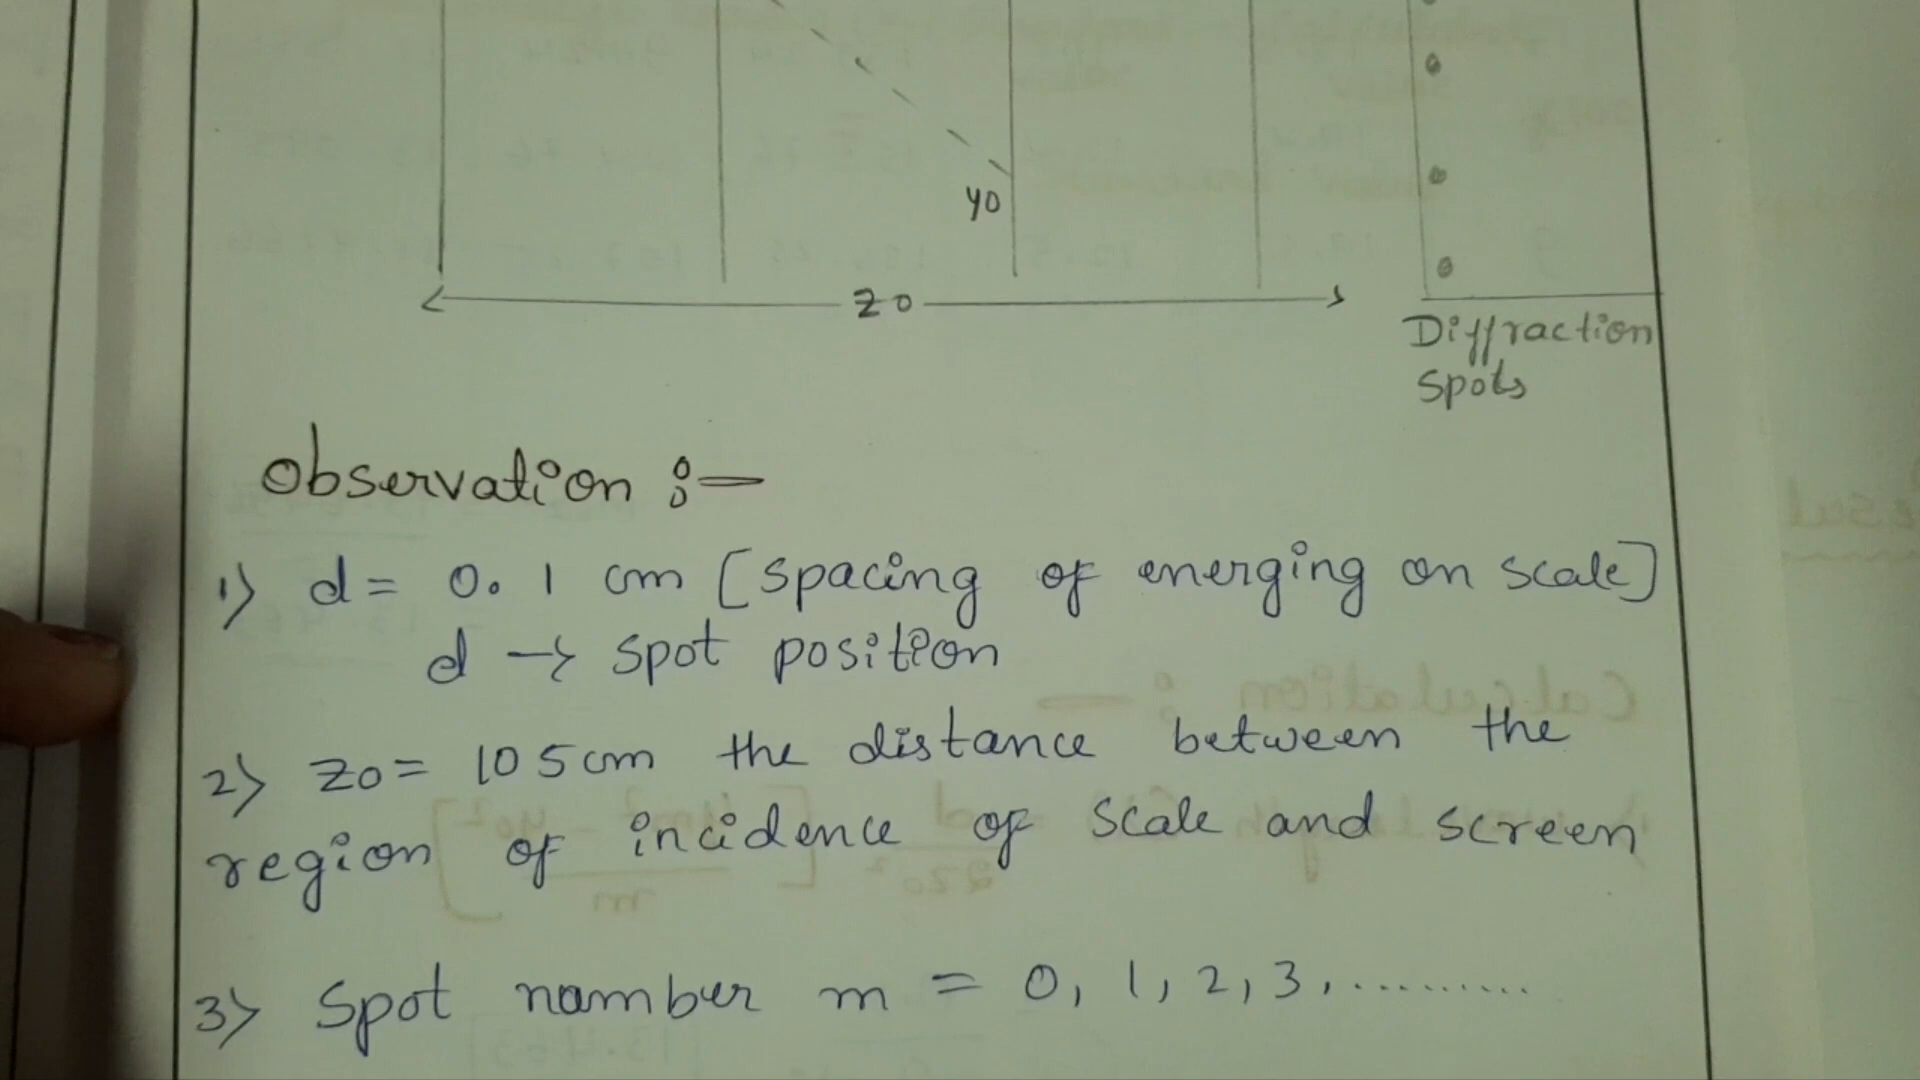 y0
z0
Diffraction
Spots
Observation :-
1) d = 0.1 cm [spacing of energing on scale]
d → spot position
2) z0 = 105 cm the distance between the
region of incidence of scale and screen
3) Spot nomber m = 0, 1, 2, 3, .........